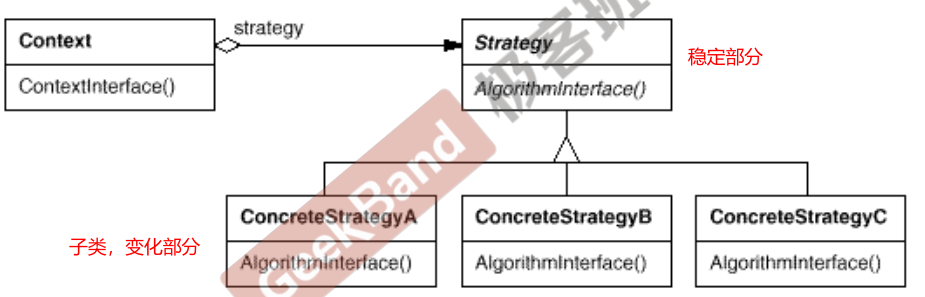 Context
strategy
Strategy
ContextInterface()
AlgorithmInterface()
稳定部分
极客班
GeekBand
ConcreteStrategyA
ConcreteStrategyB
ConcreteStrategyC
子类，变化部分
AlgorithmInterface()
AlgorithmInterface()
AlgorithmInterface()